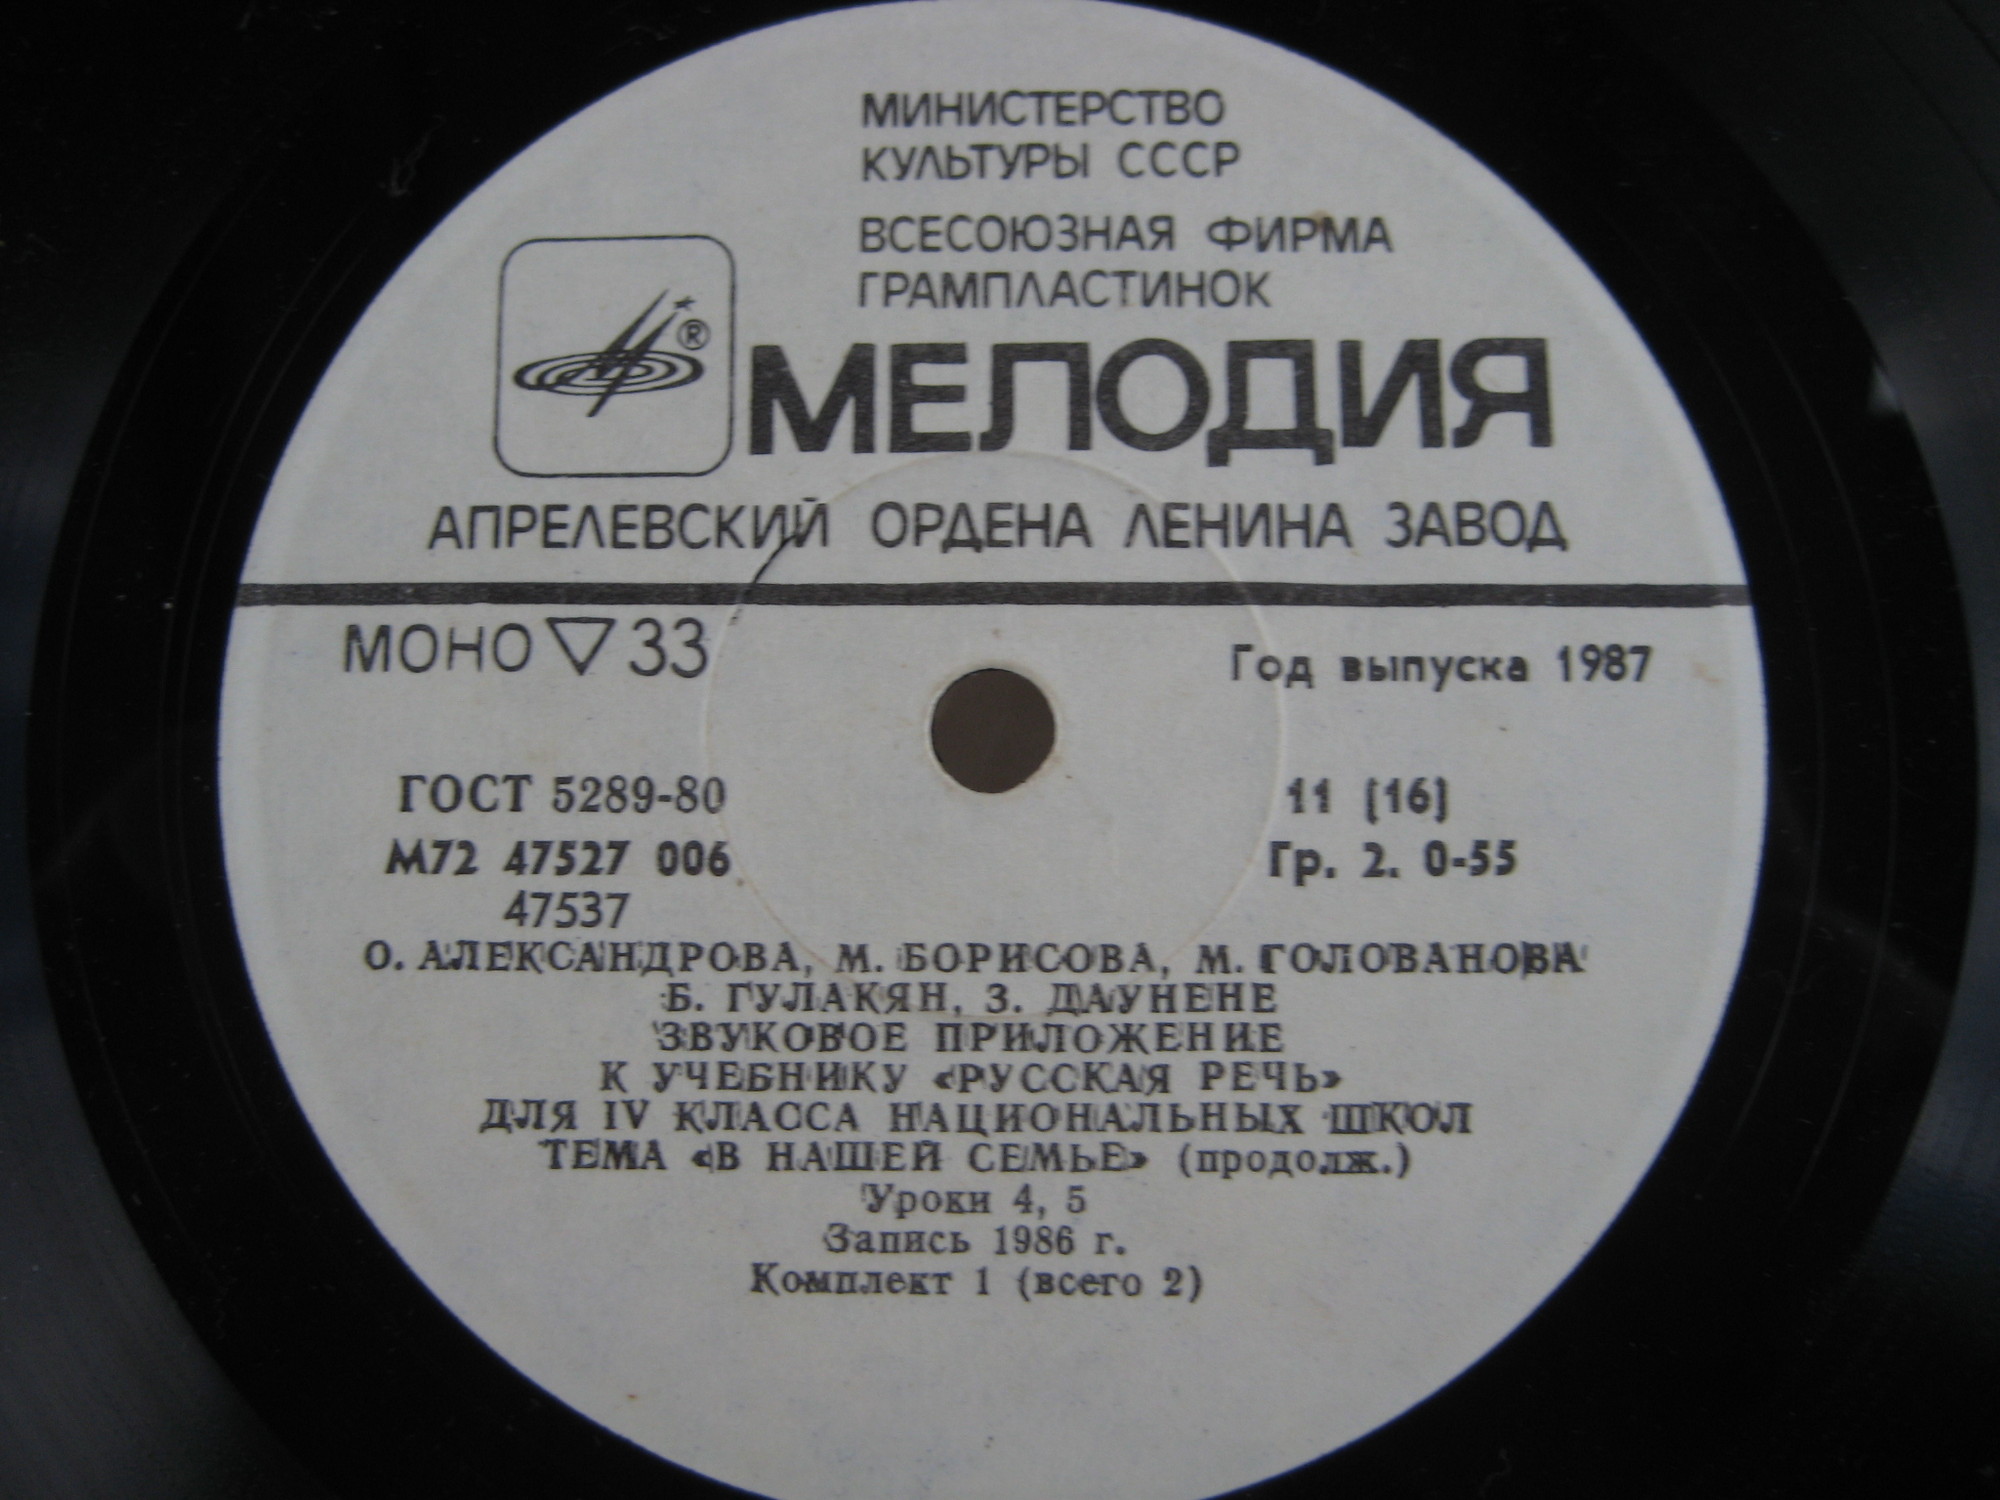 МИНИСТЕРСТВО
КУЛЬТУРЫ СССР
ВСЕСОЮЗНАЯ ФИРМА
ГРАМПЛАСТИНОК
®
МЕЛОДИЯ
АПРЕЛЕВСКИЙ ОРДЕНА ЛЕНИНА ЗАВОД
МОНО ▽ 33
Год выпуска 1987
ГОСТ 5289-80
11 [16]
М72 47527 006
Гр. 2. 0-55
47537
О. АЛЕКСАНДРОВА, М. БОРИСОВА, М. ГОЛОВАНОВА
Б. ГУЛАКЯН, З. ДАУНЕНЕ
ЗВУКОВОЕ ПРИЛОЖЕНИЕ
К УЧЕБНИКУ «РУССКАЯ РЕЧЬ»
ДЛЯ IV КЛАССА НАЦИОНАЛЬНЫХ ШКОЛ
ТЕМА «В НАШЕЙ СЕМЬЕ» (продолж.)
Уроки 4, 5
Запись 1986 г.
Комплект 1 (всего 2)